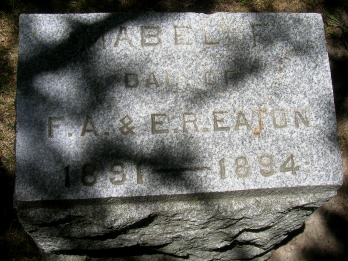 MABEL F.
DAU. OF
F. A. & E. R. EATON
1891 — 1894